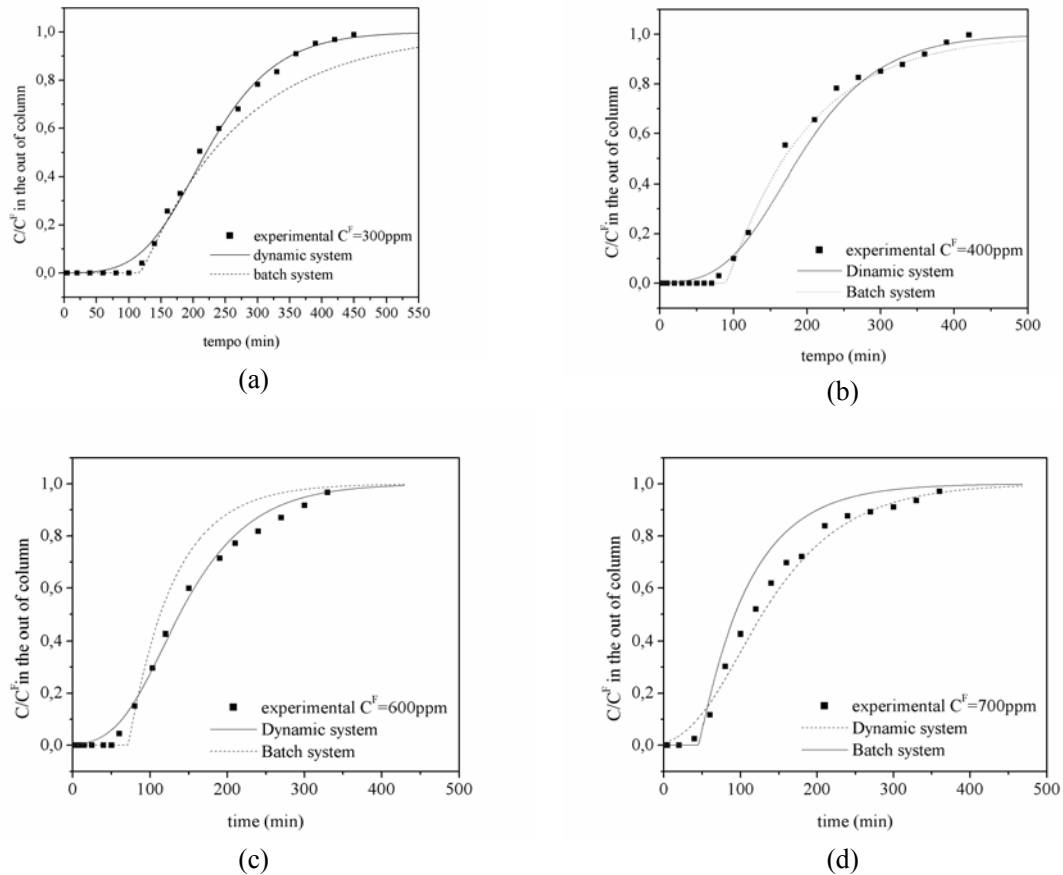 1,0
0,8
0,6
0,4
0,2
0,0
C/C^F in the out of column
experimental C^F=300ppm
dynamic system
batch system
0 50 100 150 200 250 300 350 400 450 500 550
tempo (min)
(a)
1,0
0,8
0,6
0,4
0,2
0,0
C/C^F in the out of column
experimental C^F=400ppm
Dinamic system
Batch system
0 100 200 300 400 500
tempo (min)
(b)
1,0
0,8
0,6
0,4
0,2
0,0
C/C^F in the out of column
experimental C^F=600ppm
Dynamic system
Batch system
0 100 200 300 400 500
time (min)
(c)
1,0
0,8
0,6
0,4
0,2
0,0
C/C^F in the out of column
experimental C^F=700ppm
Dynamic system
Batch system
0 100 200 300 400 500
time (min)
(d)